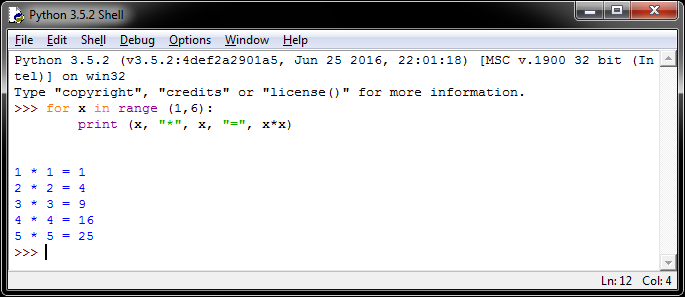 Python 3.5.2 Shell
File Edit Shell Debug Options Window Help
Python 3.5.2 (v3.5.2:4def2a2901a5, Jun 25 2016, 22:01:18) [MSC v.1900 32 bit (In
tel)] on win32
Type "copyright", "credits" or "license()" for more information.
>>> for x in range (1,6):
        print (x, "*", x, "=", x*x)
1 * 1 = 1
2 * 2 = 4
3 * 3 = 9
4 * 4 = 16
5 * 5 = 25
>>>
Ln: 12 Col: 4